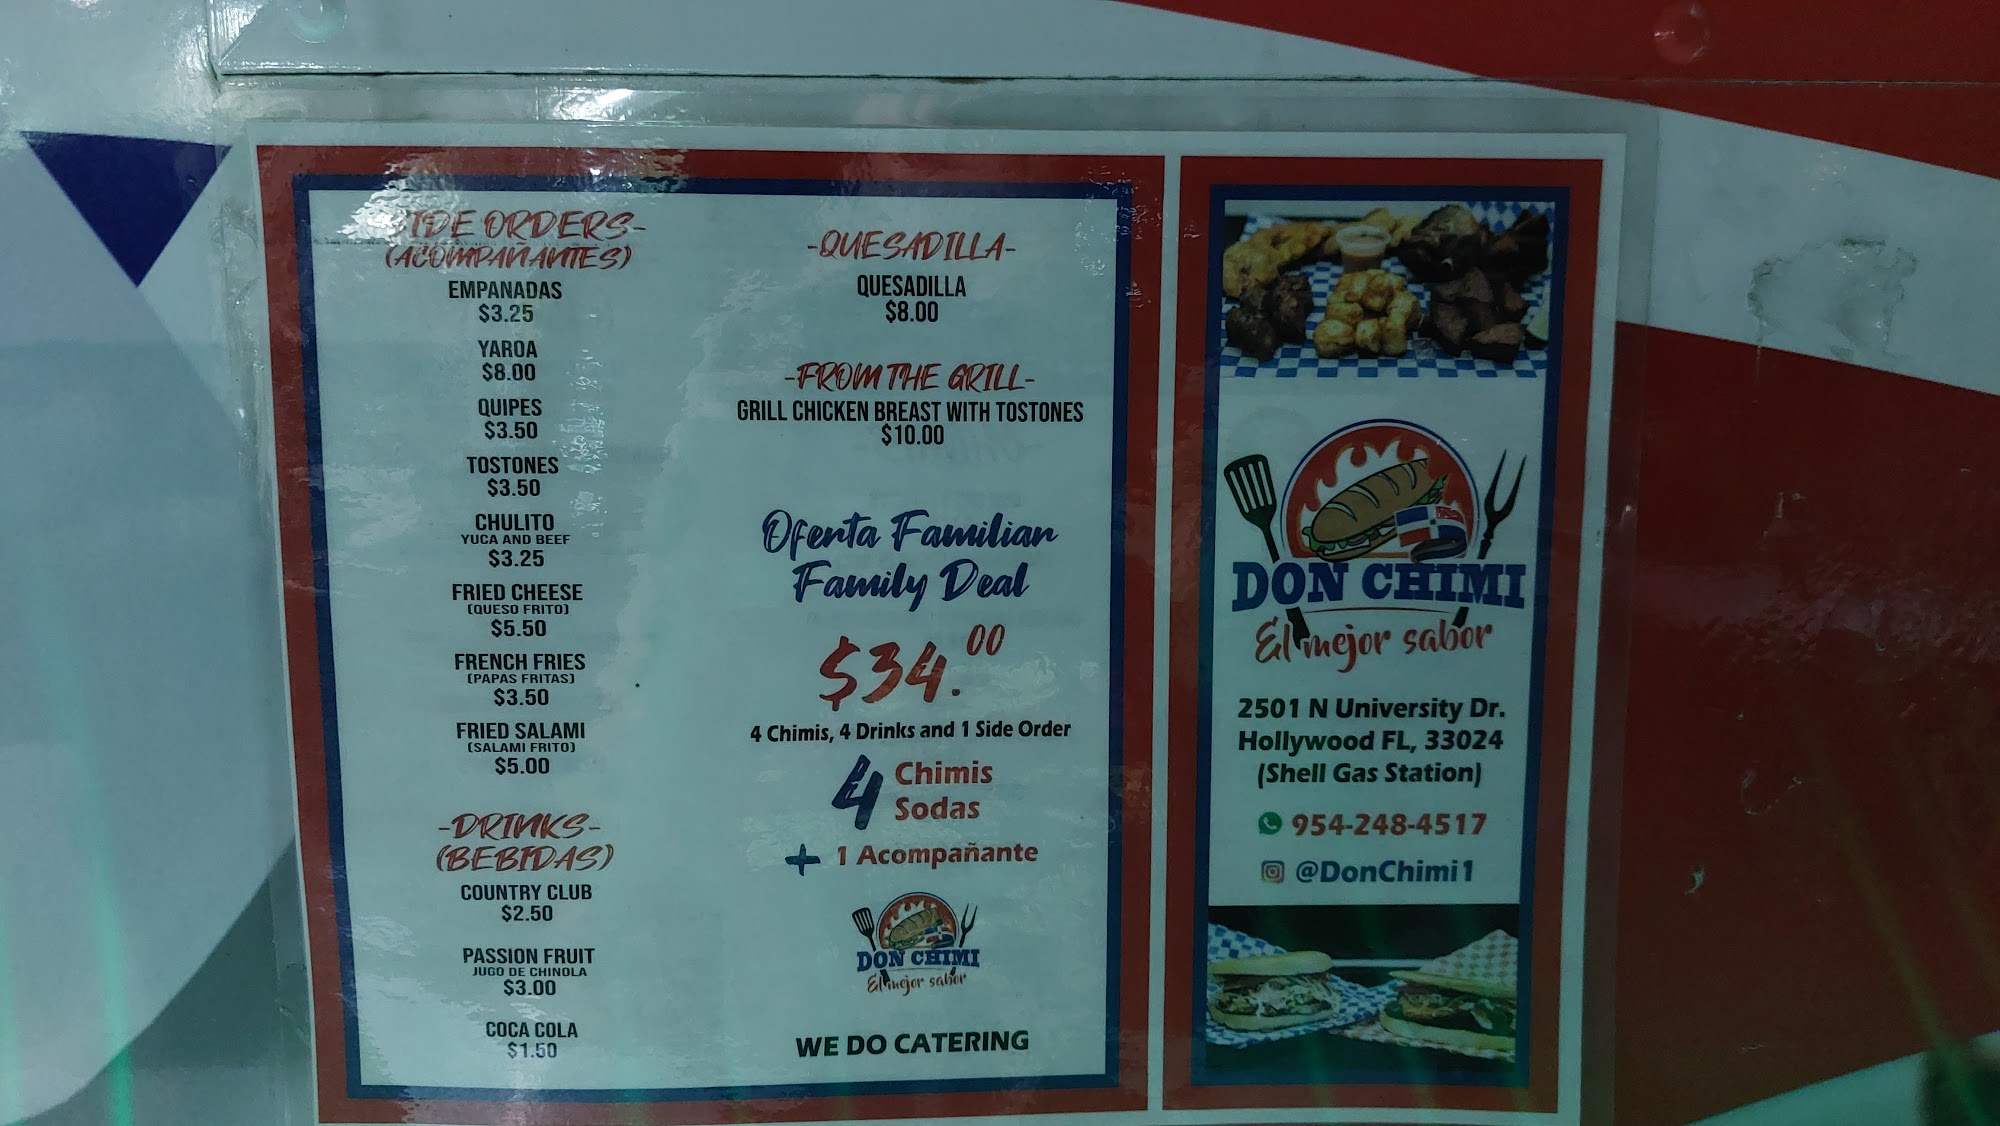 SIDE ORDERS-
(ACOMPAÑANTES)
EMPANADAS
$3.25
YAROA
$8.00
QUIPES
$3.50
TOSTONES
$3.50
CHULITO
YUCA AND BEEF
$3.25
FRIED CHEESE
(QUESO FRITO)
$5.50
FRENCH FRIES
(PAPAS FRITAS)
$3.50
FRIED SALAMI
(SALAMI FRITO)
$5.00
-DRINKS-
(BEBIDAS)
COUNTRY CLUB
$2.50
PASSION FRUIT
JUGO DE CHINOLA
$3.00
COCA COLA
$1.50
-QUESADILLA-
QUESADILLA
$8.00
-FROM THE GRILL-
GRILL CHICKEN BREAST WITH TOSTONES
$10.00
Oferta Familiar
Family Deal
$34.00
4 Chimis, 4 Drinks and 1 Side Order
4 Chimis
Sodas
+ 1 Acompañante
DON CHIMI
El mejor sabor
WE DO CATERING
DON CHIMI
El mejor sabor
2501 N University Dr.
Hollywood FL, 33024
(Shell Gas Station)
954-248-4517
@DonChimi1